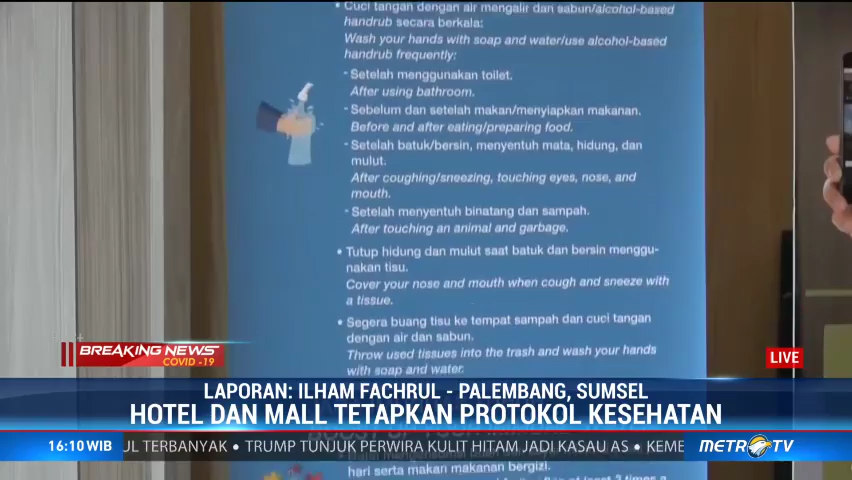 • Cuci tangan dengan air mengalir dan sabun/alcohol-based
handrub secara berkala:
Wash your hands with soap and water/use alcohol-based
handrub frequently:
- Setelah menggunakan toilet.
After using bathroom.
- Sebelum dan setelah makan/menyiapkan makanan.
Before and after eating/preparing food.
- Setelah batuk/bersin, menyentuh mata, hidung, dan
mulut.
After coughing/sneezing, touching eyes, nose, and
mouth.
- Setelah menyentuh binatang dan sampah.
After touching an animal and garbage.
• Tutup hidung dan mulut saat batuk dan bersin menggu-
nakan tisu.
Cover your nose and mouth when cough and sneeze with
a tissue.
• Segera buang tisu ke tempat sampah dan cuci tangan
dengan air dan sabun.
Throw used tissues into the trash and wash your hands
with soap and water.
BREAKING NEWS
COVID -19
LIVE
LAPORAN: ILHAM FACHRUL - PALEMBANG, SUMSEL
HOTEL DAN MALL TETAPKAN PROTOKOL KESEHATAN
16:10 WIB
UL TERBANYAK • TRUMP TUNJUK PERWIRA KULIT HITAM JADI KASAU AS • KEME
METRO TV
hari serta makan makanan bergizi.